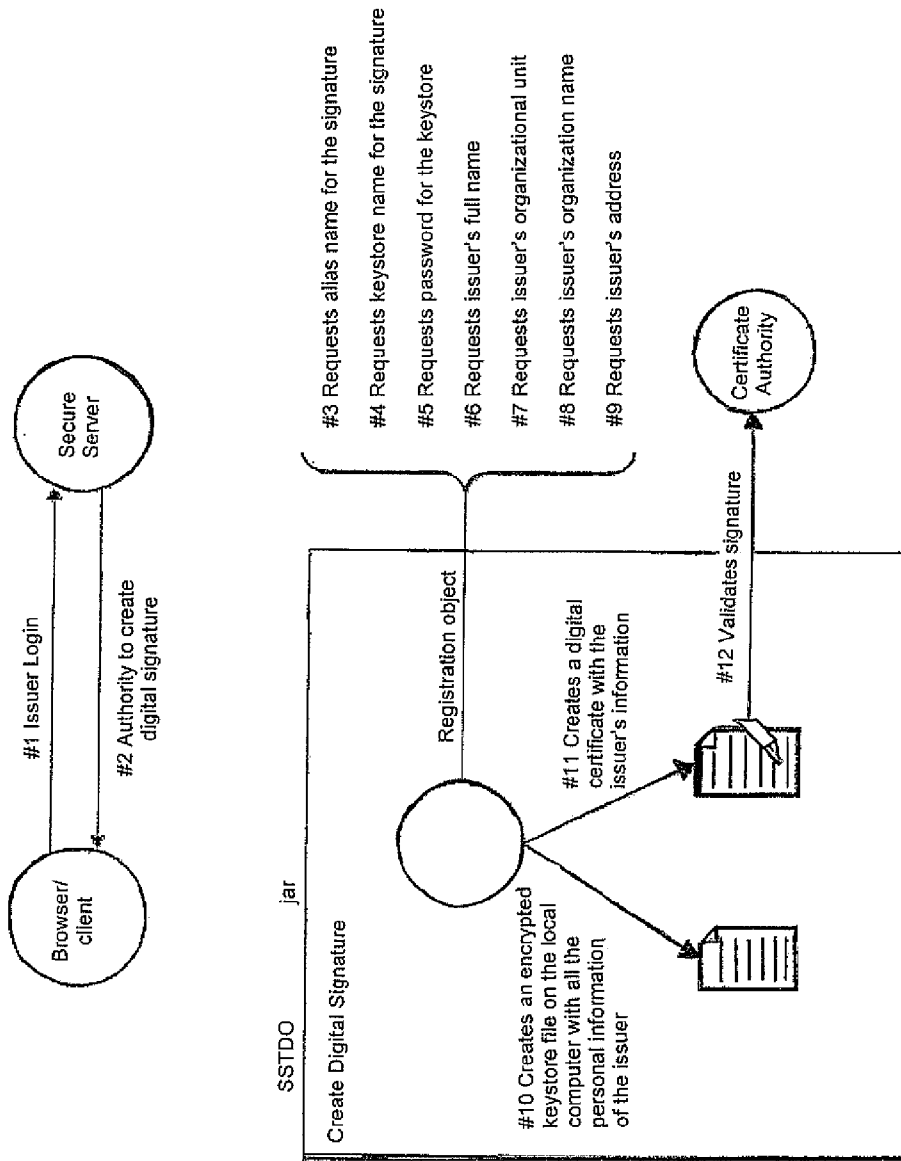 Browser/
client
#1 Issuer Login
#2 Authority to create
digital signature
Secure
Server
SSTDO
jar
Create Digital Signature
Registration object
#3 Requests alias name for the signature
#4 Requests keystore name for the signature
#5 Requests password for the keystore
#6 Requests issuer's full name
#7 Requests issuer's organizational unit
#8 Requests issuer's organization name
#9 Requests issuer's address
#10 Creates an encrypted
keystore file on the local
computer with all the
personal information
of the issuer
#11 Creates a digital
certificate with the
issuer's information
#12 Validates signature
Certificate
Authority